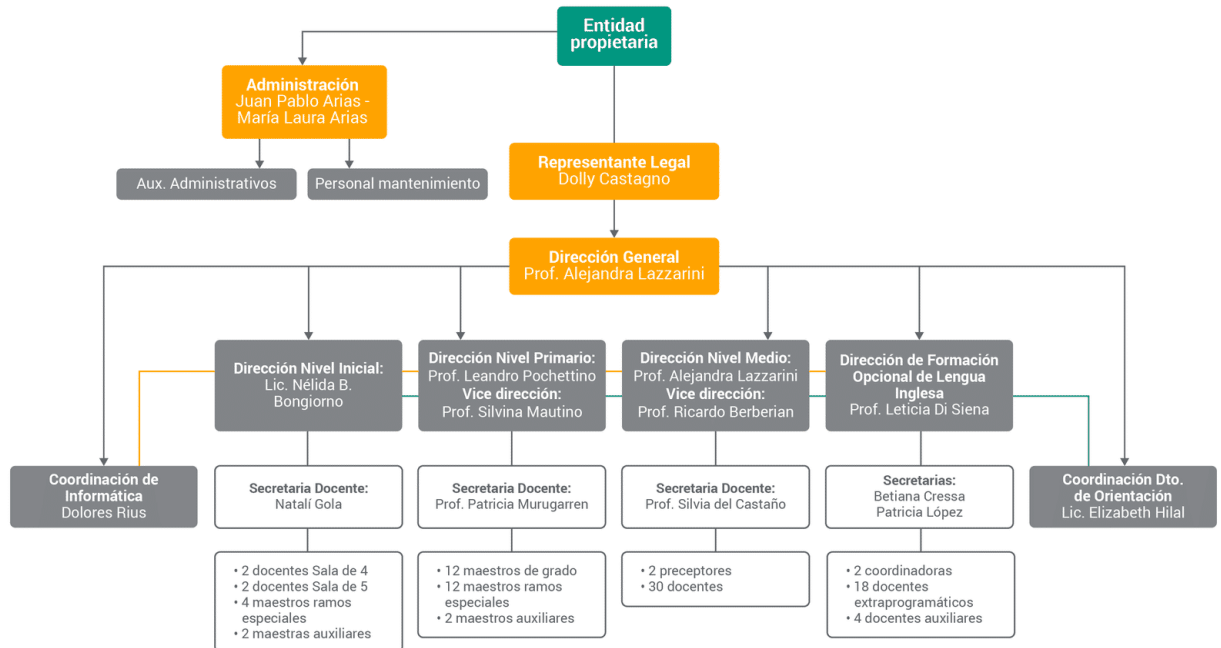 Entidad
propietaria
Administración
Juan Pablo Arias -
María Laura Arias
Aux. Administrativos
Personal mantenimiento
Representante Legal
Dolly Castagno
Dirección General
Prof. Alejandra Lazzarini
Dirección Nivel Inicial:
Lic. Nélida B.
Bongiorno
Dirección Nivel Primario:
Prof. Leandro Pochettino
Vice dirección:
Prof. Silvina Mautino
Dirección Nivel Medio:
Prof. Alejandra Lazzarini
Vice dirección:
Prof. Ricardo Berberian
Dirección de Formación
Opcional de Lengua
Inglesa
Prof. Leticia Di Siena
Coordinación de
Informática
Dolores Rius
Secretaria Docente:
Natalí Gola
Secretaria Docente:
Prof. Patricia Murugarren
Secretaria Docente:
Prof. Silvia del Castaño
Secretarias:
Betiana Cressa
Patricia López
Coordinación Dto.
de Orientación
Lic. Elizabeth Hilal
• 2 docentes Sala de 4
• 2 docentes Sala de 5
• 4 maestros ramos
especiales
• 2 maestras auxiliares
• 12 maestros de grado
• 12 maestros ramos
especiales
• 2 maestros auxiliares
• 2 preceptores
• 30 docentes
• 2 coordinadoras
• 18 docentes
extraprogramáticos
• 4 docentes auxiliares